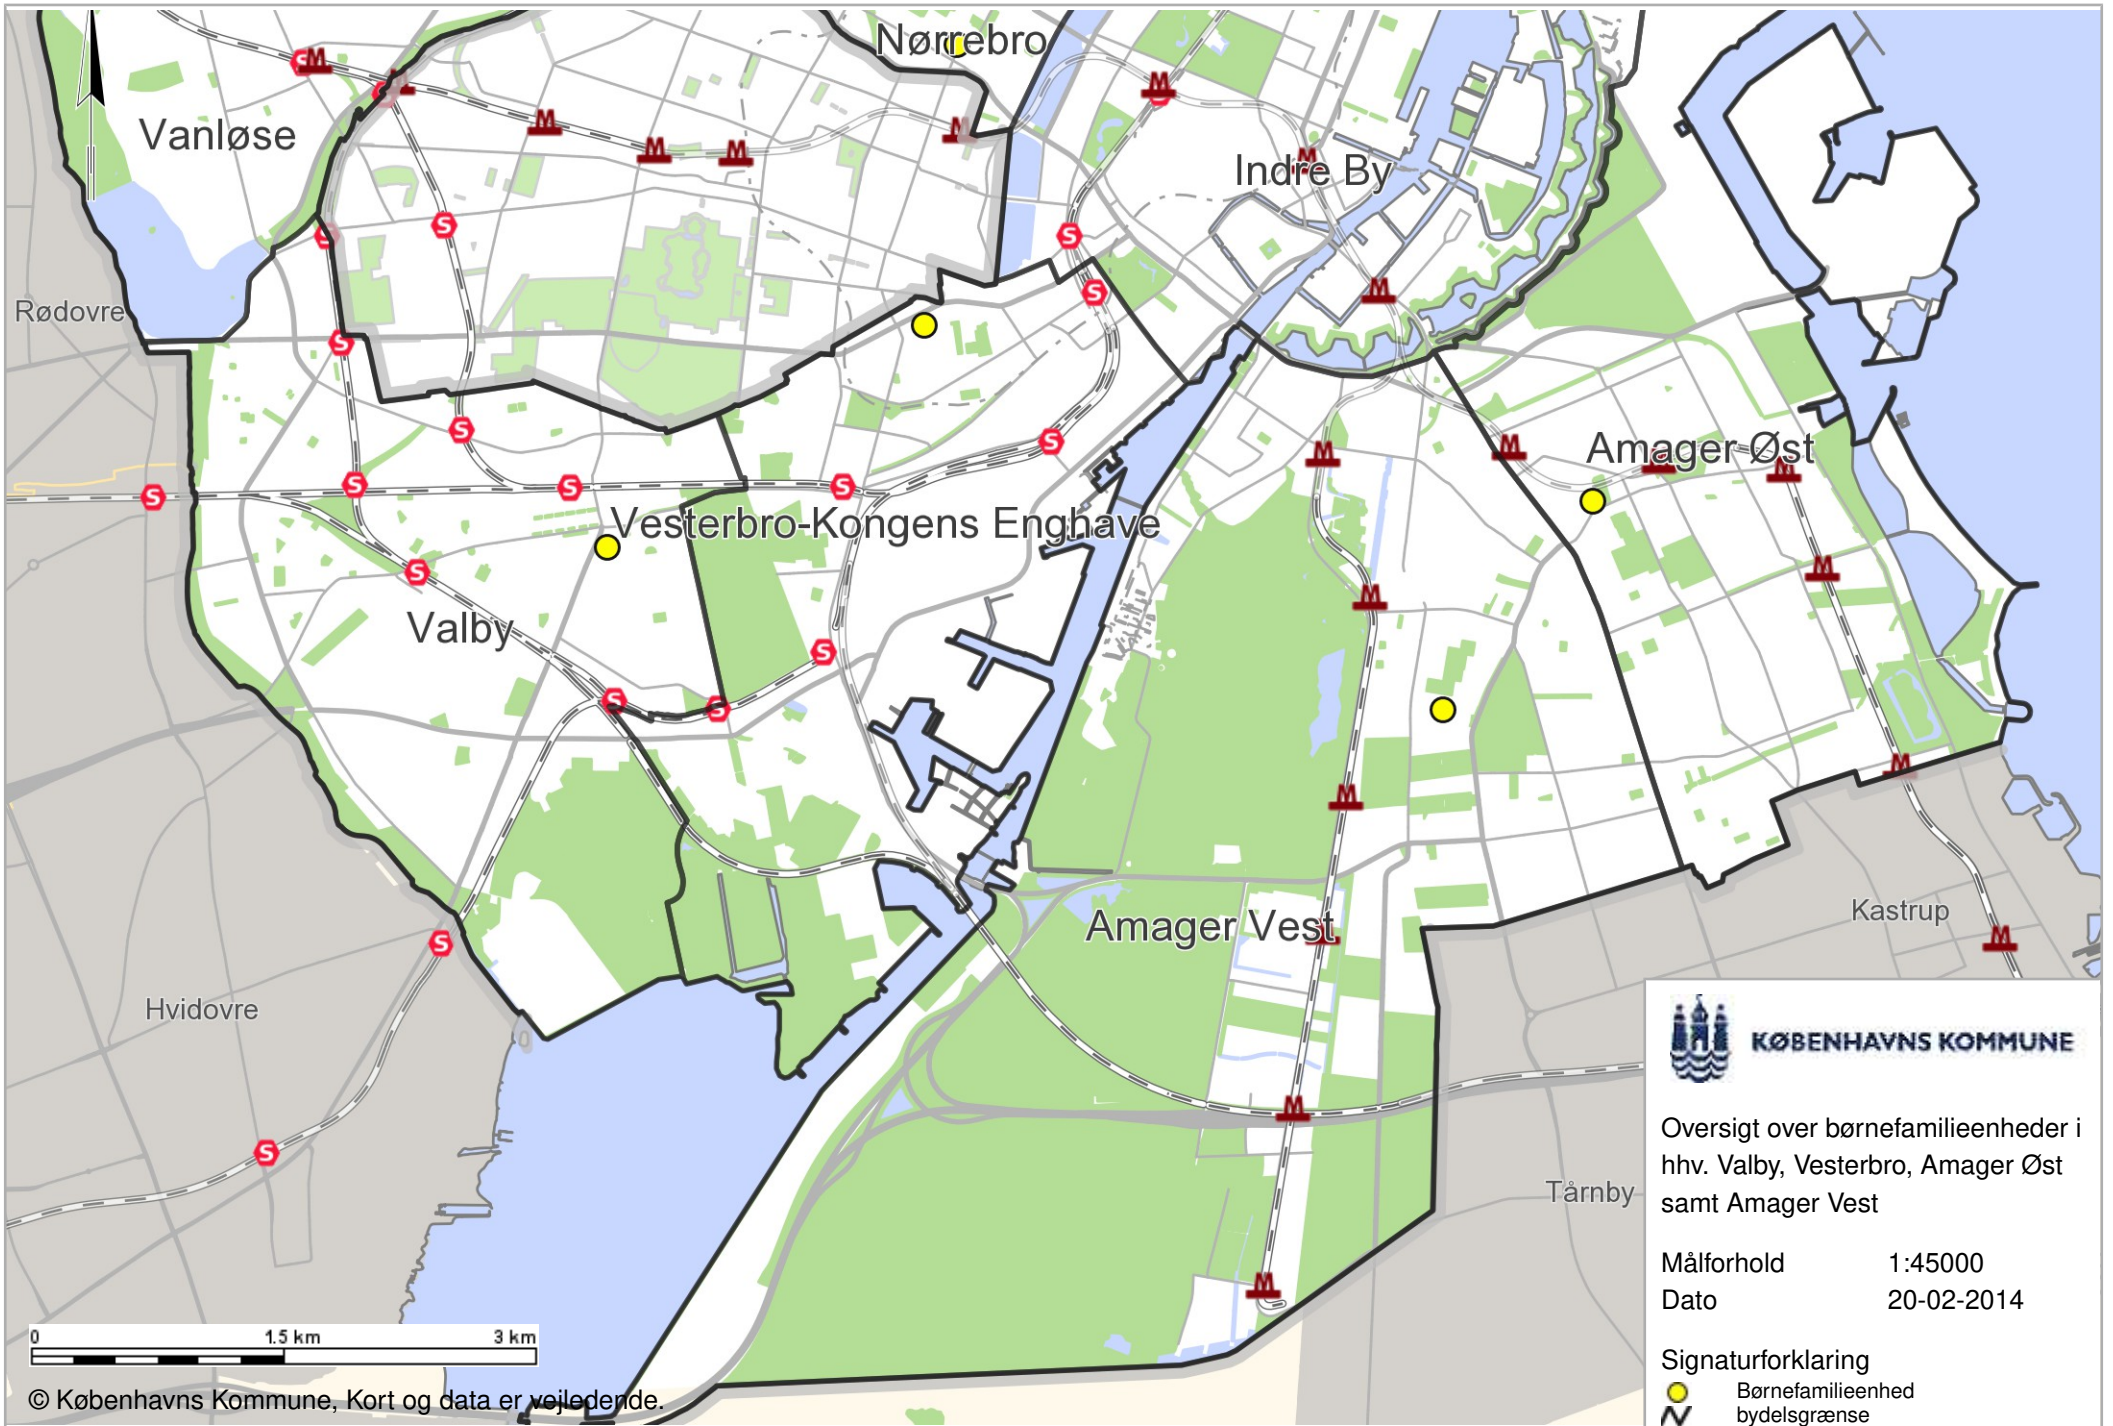 Nørrebro
Vanløse
Indre By
Rødovre
Amager Øst
Vesterbro-Kongens Enghave
Valby
Amager Vest
Kastrup
Hvidovre
Tårnby
KØBENHAVNS KOMMUNE
Oversigt over børnefamilieenheder i
hhv. Valby, Vesterbro, Amager Øst
samt Amager Vest
Målforhold 1:45000
Dato 20-02-2014
Signaturforklaring
Børnefamilieenhed
bydelsgrænse
0 1.5 km 3 km
© Københavns Kommune, Kort og data er vejledende.